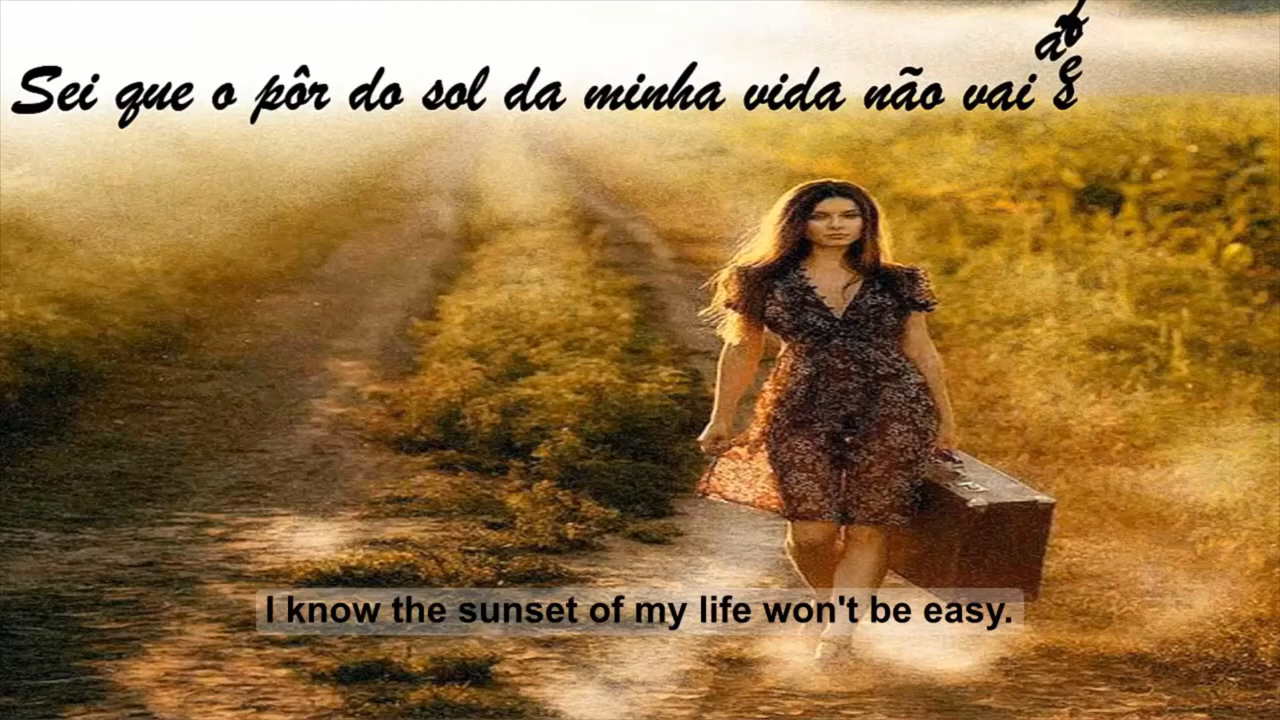 Sei que o pôr do sol da minha vida não vai
I know the sunset of my life won't be easy.